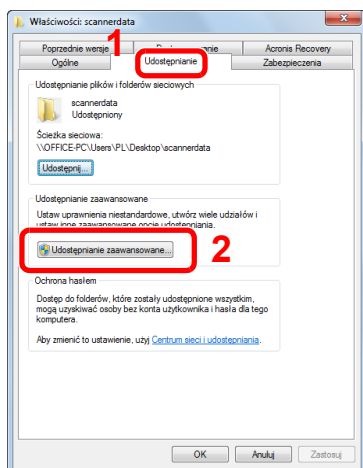 Właściwości: scannerdata
Poprzednie wersje
Acronis Recovery
1
Ogólne
Udostępnianie
Zabezpieczenia
Udostępnianie plików i folderów sieciowych
scannerdata
Udostępniony
Ścieżka sieciowa:
\\OFFICE-PC\Users\PL\Desktop\scannerdata
Udostępnij...
Udostępnianie zaawansowane
Ustaw uprawnienia niestandardowe, utwórz wiele udziałów i
ustaw inne zaawansowane opcje udostępniania.
Udostępnianie zaawansowane...
2
Ochrona hasłem
Dostęp do folderów, które zostały udostępnione wszystkim,
mogą uzyskiwać osoby bez konta użytkownika i hasła dla tego
komputera.
Aby zmienić to ustawienie, użyj Centrum sieci i udostępniania.
OK
Anuluj
Zastosuj